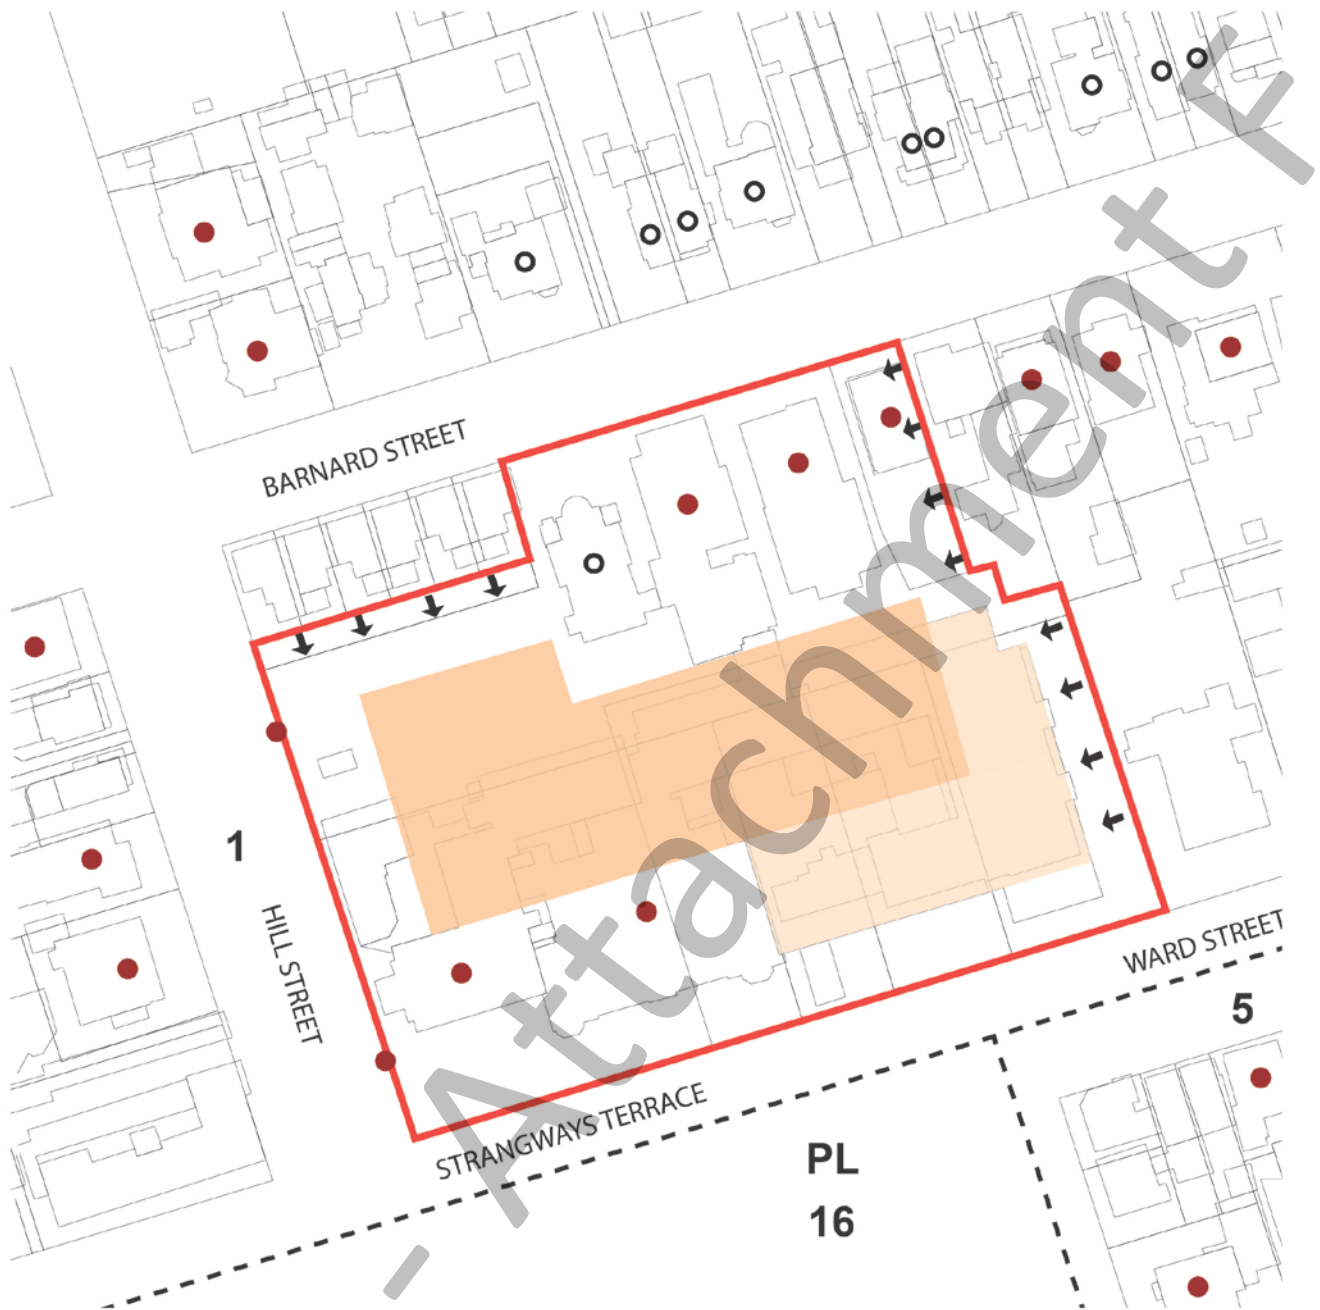 BARNARD STREET
1
HILL STREET
WARD STREET
5
STRANGWAYS TERRACE
PL
16
- Attachment F